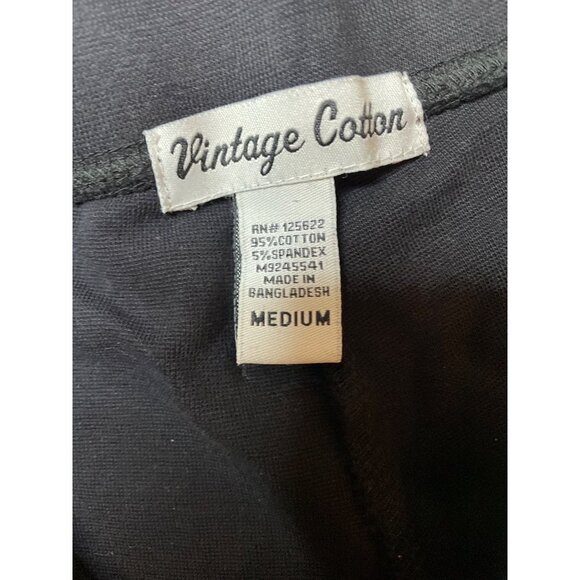 Vintage Cotton
RN# 125622
95%COTTON
5%SPANDEX
M9245541
MADE IN
BANGLADESH
MEDIUM